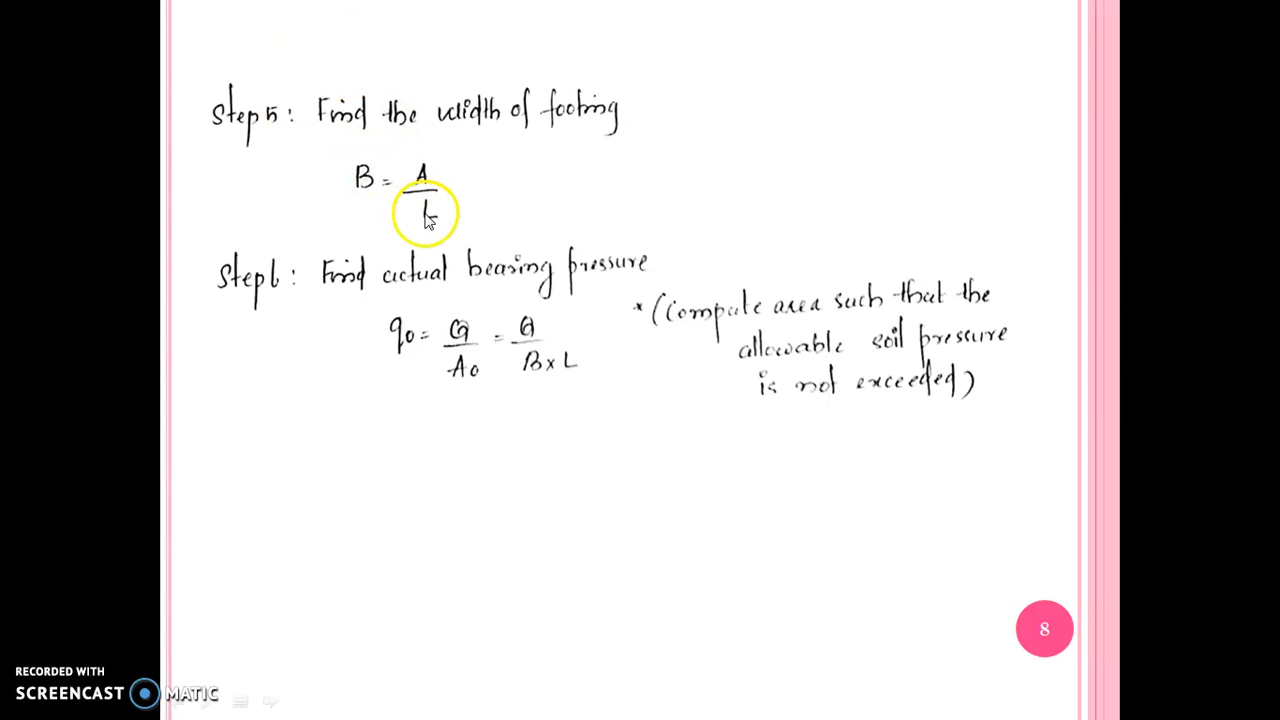 Step 5: Find the width of footing
B = A / L
Step 6: Find actual bearing pressure
q0 = Q / A0 = Q / B x L
*(Compute area such that the
allowable soil pressure
is not exceeded)
8
RECORDED WITH
SCREENCAST MATIC